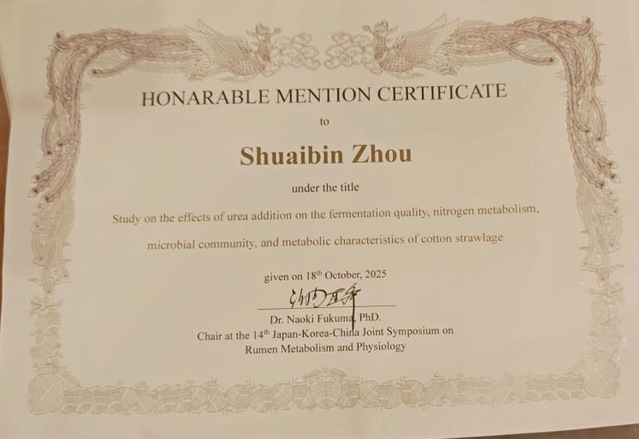 HONARABLE MENTION CERTIFICATE
to
Shuaibin Zhou
under the title
Study on the effects of urea addition on the fermentation quality, nitrogen metabolism,
microbial community, and metabolic characteristics of cotton strawlage
given on 18th October, 2025
Dr. Naoki Fukuma, PhD.
Chair at the 14th Japan-Korea-China Joint Symposium on
Rumen Metabolism and Physiology